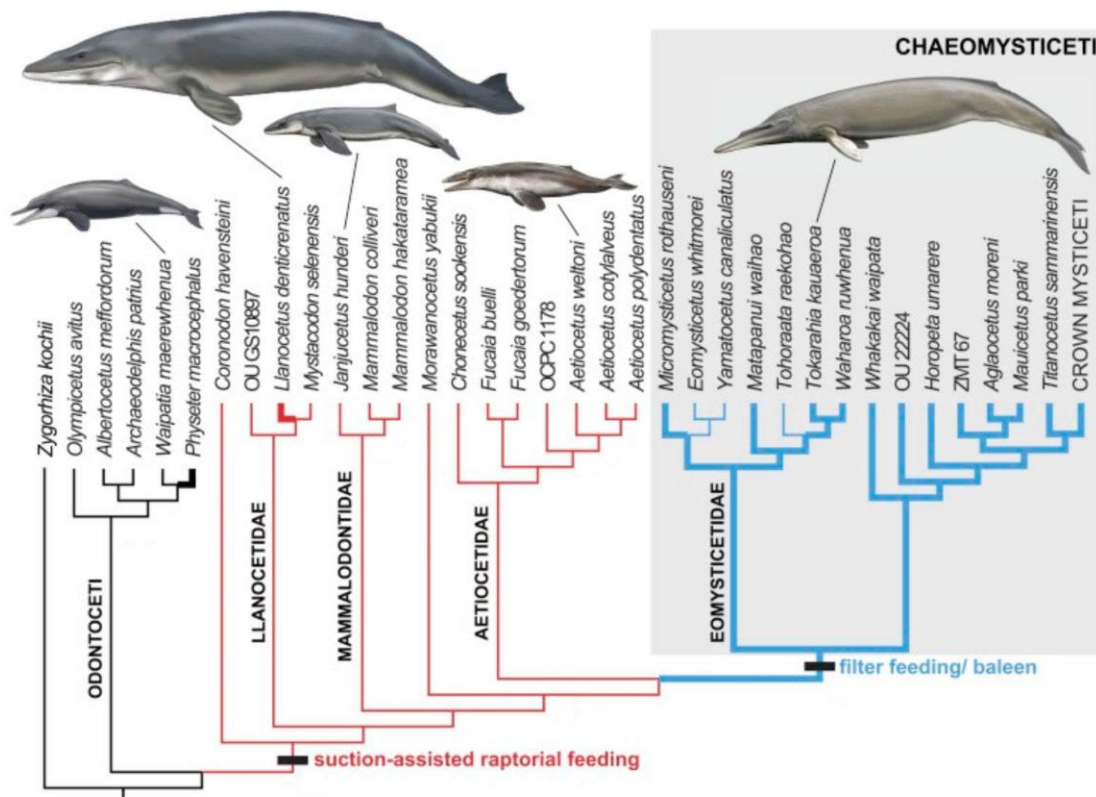 CHAEOMYSTICETI
Zygorhiza kochii
Olympicetus avitus
Albertocetus meffordorum
Archaeodelphis patrius
Waipatia maerewhenua
Physeter macrocephalus
Coronodon havensteini
OU GS10897
Llanocetus denticrenatus
Mystacodon selenensis
Janjucetus hunderi
Mammalodon colliveri
Mammalodon hakataramea
Morawanocetus yabukii
Chonecetus sookensis
Fucaia buelli
Fucaia goedertorum
OCPC 1178
Aetiocetus weltoni
Aetiocetus cotylalveus
Aetiocetus polydentatus
Micromysticetus rothauseni
Eomysticetus whitmorei
Yamatocetus canaliculatus
Matapanui waihao
Tohoraata raekohao
Tokarahia kauaeroa
Waharoa ruwhenua
Whakakai waipata
OU 22224
Horopeta umarere
ZMT 67
Aglaocetus moreni
Mauicetus parki
Titanocetus sammarinensis
CROWN MYSTICETI
ODONTOCETI
LLANOCETIDAE
MAMMALODONTIDAE
AETIOCETIDAE
EOMYSTICETIDAE
filter feeding/ baleen
suction-assisted raptorial feeding